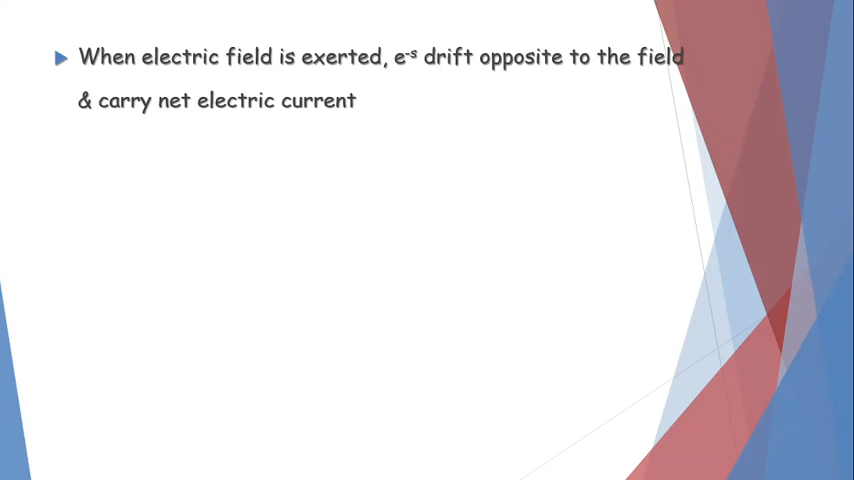 When electric field is exerted, e⁻ˢ drift opposite to the field
& carry net electric current